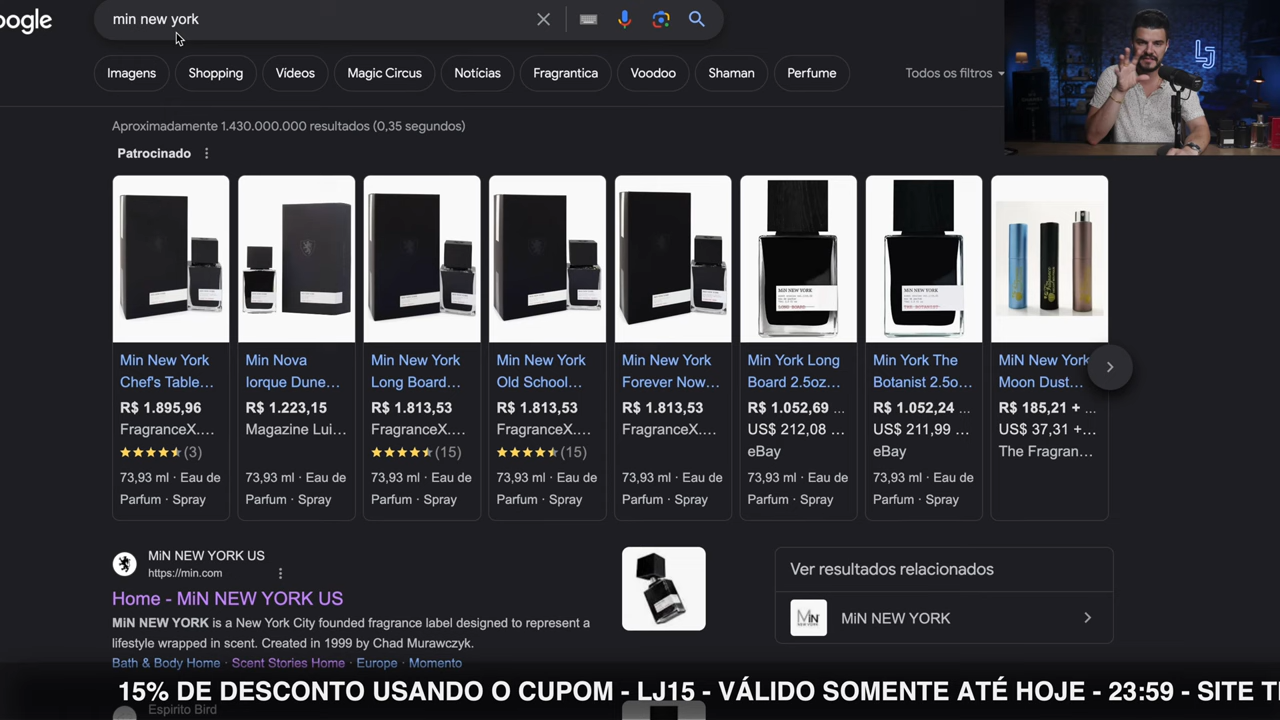 oogle
min new york
Imagens
Shopping
Vídeos
Magic Circus
Notícias
Fragrantica
Voodoo
Shaman
Perfume
Todos os filtros
LJ
Aproximadamente 1.430.000.000 resultados (0,35 segundos)
Patrocinado
MiN NEW YORK
MiN NEW YORK
Min New York
Chef's Table...
R$ 1.895,96
FragranceX....
(3)
73,93 ml · Eau de
Parfum · Spray
Min Nova
Iorque Dune...
R$ 1.223,15
Magazine Lui...
73,93 ml · Eau de
Parfum · Spray
Min New York
Long Board...
R$ 1.813,53
FragranceX....
(15)
73,93 ml · Eau de
Parfum · Spray
Min New York
Old School...
R$ 1.813,53
FragranceX....
(15)
73,93 ml · Eau de
Parfum · Spray
Min New York
Forever Now...
R$ 1.813,53
FragranceX....
73,93 ml · Eau de
Parfum · Spray
Min York Long
Board 2.5oz...
R$ 1.052,69 ...
US$ 212,08 ...
eBay
73,93 ml · Eau de
Parfum · Spray
Min York The
Botanist 2.5o...
R$ 1.052,24 ...
US$ 211,99 ...
eBay
73,93 ml · Eau de
Parfum · Spray
MiN New York
Moon Dust...
R$ 185,21 + ...
US$ 37,31 +...
The Fragran...
MiN NEW YORK US
https://min.com
Home - MiN NEW YORK US
MiN NEW YORK is a New York City founded fragrance label designed to represent a
lifestyle wrapped in scent. Created in 1999 by Chad Murawczyk.
Bath & Body Home · Scent Stories Home · Europe · Momento
Ver resultados relacionados
MiN
MiN NEW YORK
15% DE DESCONTO USANDO O CUPOM - LJ15 - VÁLIDO SOMENTE ATÉ HOJE - 23:59 - SITE T
Espirito Bird